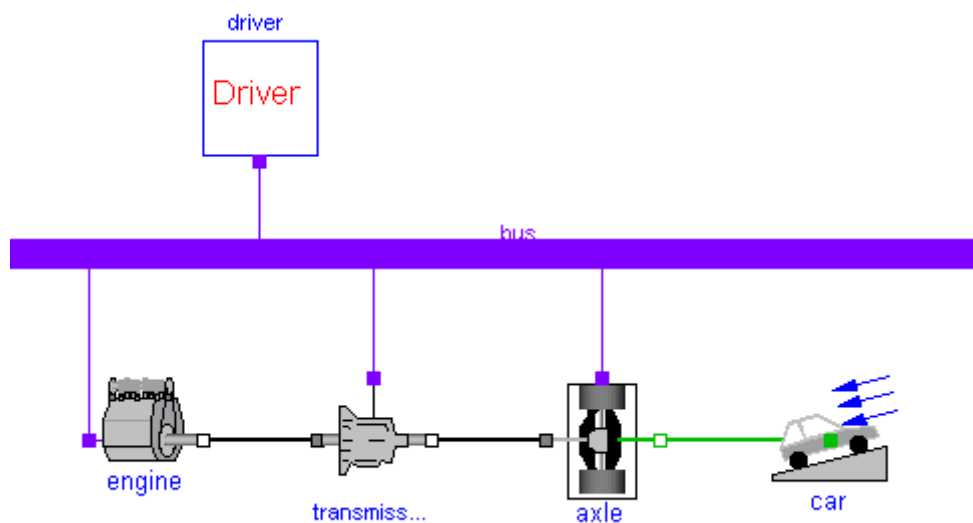 driver
Driver
bus
engine
transmiss...
axle
car